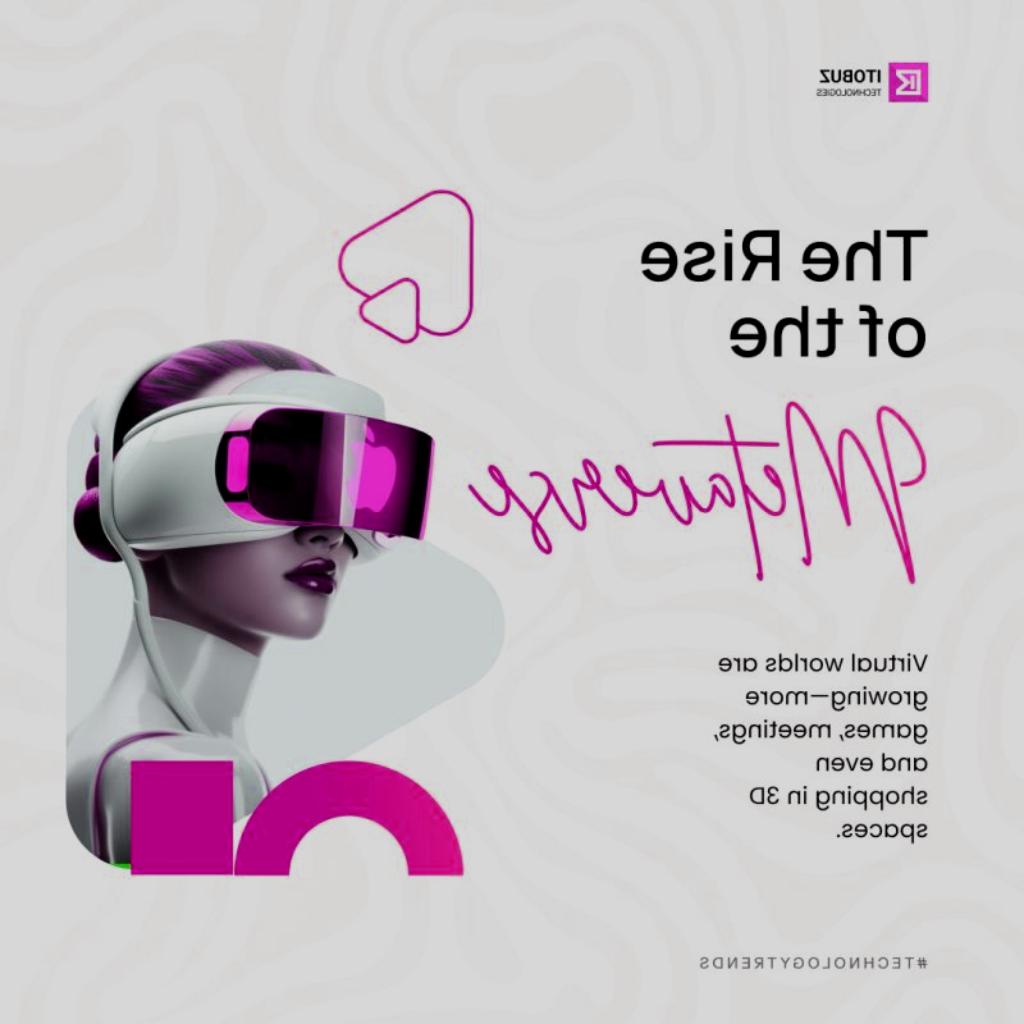 ITOBUZ
TECHNOLOGIES
The Rise
of the
Metaverse
Virtual worlds are
growing—more
games, meetings,
and even
shopping in 3D
spaces.
#TECHNOLOGYTRENDS